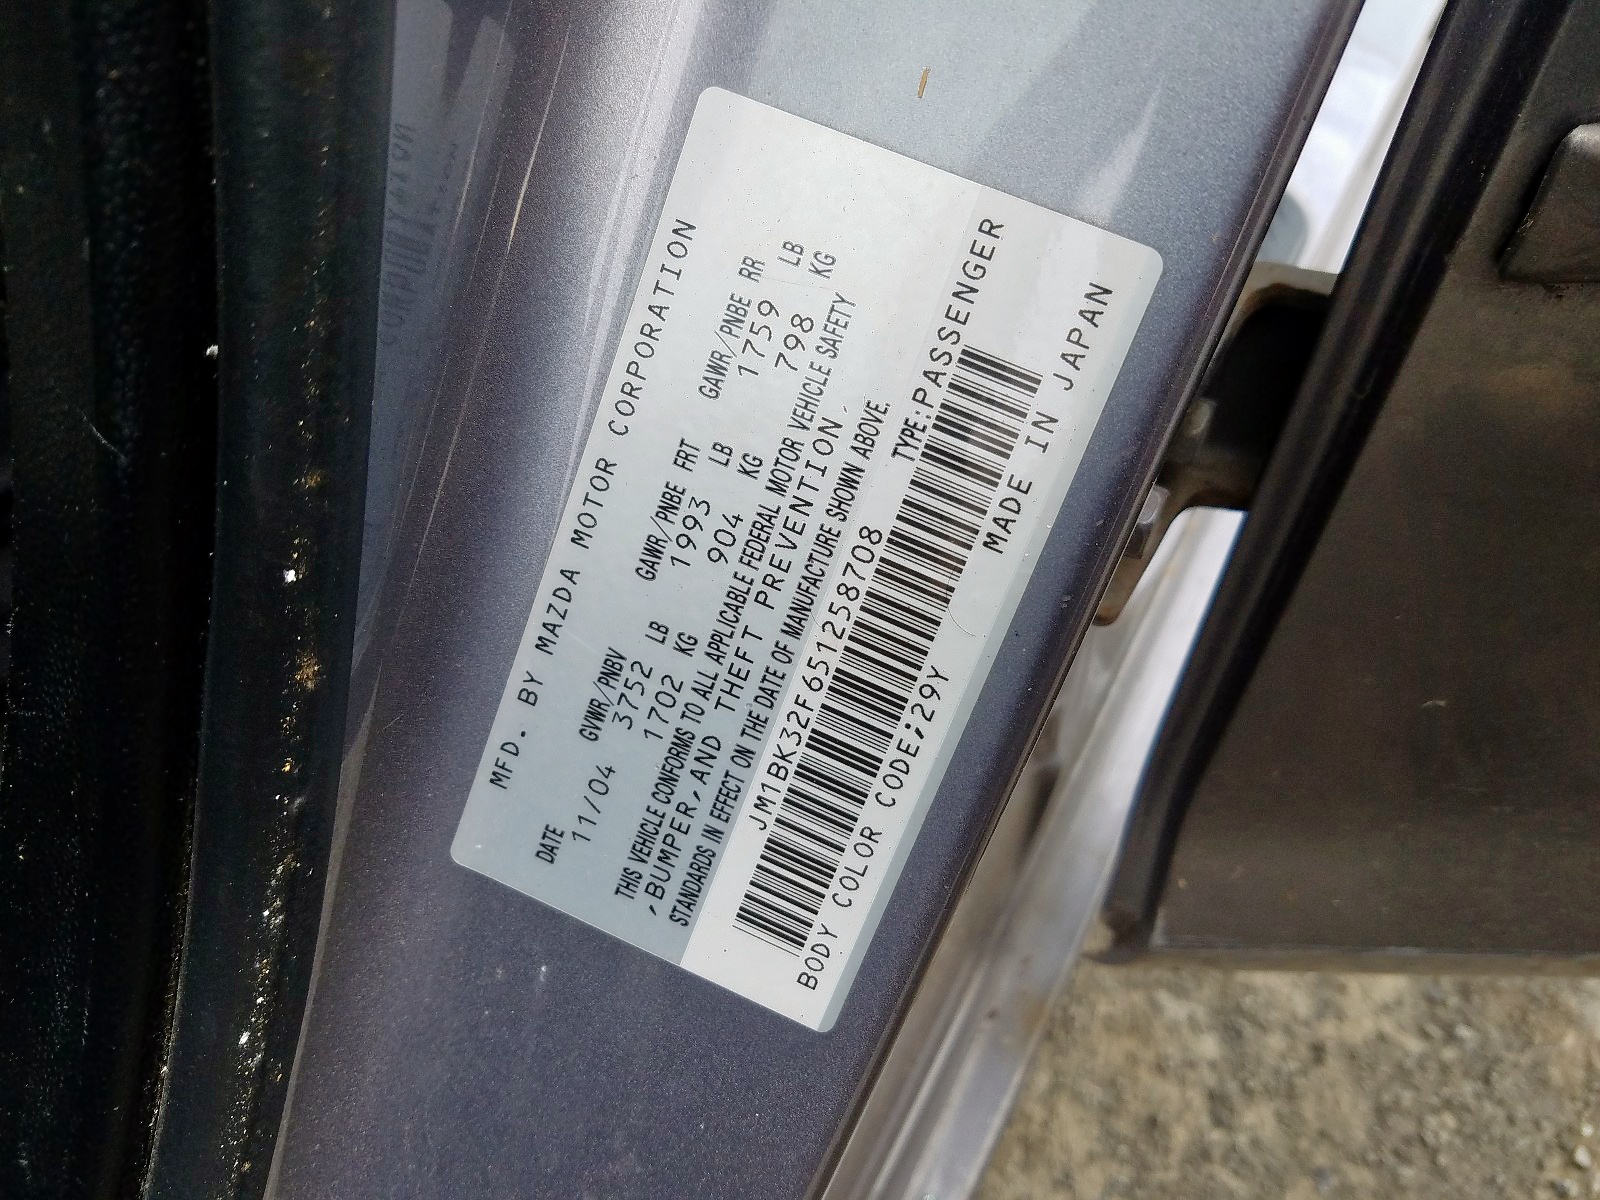 MFD. BY MAZDA MOTOR CORPORATION
DATE GVWR/PNBV GAWR/PNBE FRT GAWR/PNBE RR
11/04 3752 LB 1993 LB 1759 LB
1702 KG 904 KG 798 KG
THIS VEHICLE CONFORMS TO ALL APPLICABLE FEDERAL MOTOR VEHICLE SAFETY
,BUMPER,AND THEFT PREVENTION.
STANDARDS IN EFFECT ON THE DATE OF MANUFACTURE SHOWN ABOVE.
JM1BK32F651258708 TYPE:PASSENGER
BODY COLOR CODE;29Y MADE IN JAPAN